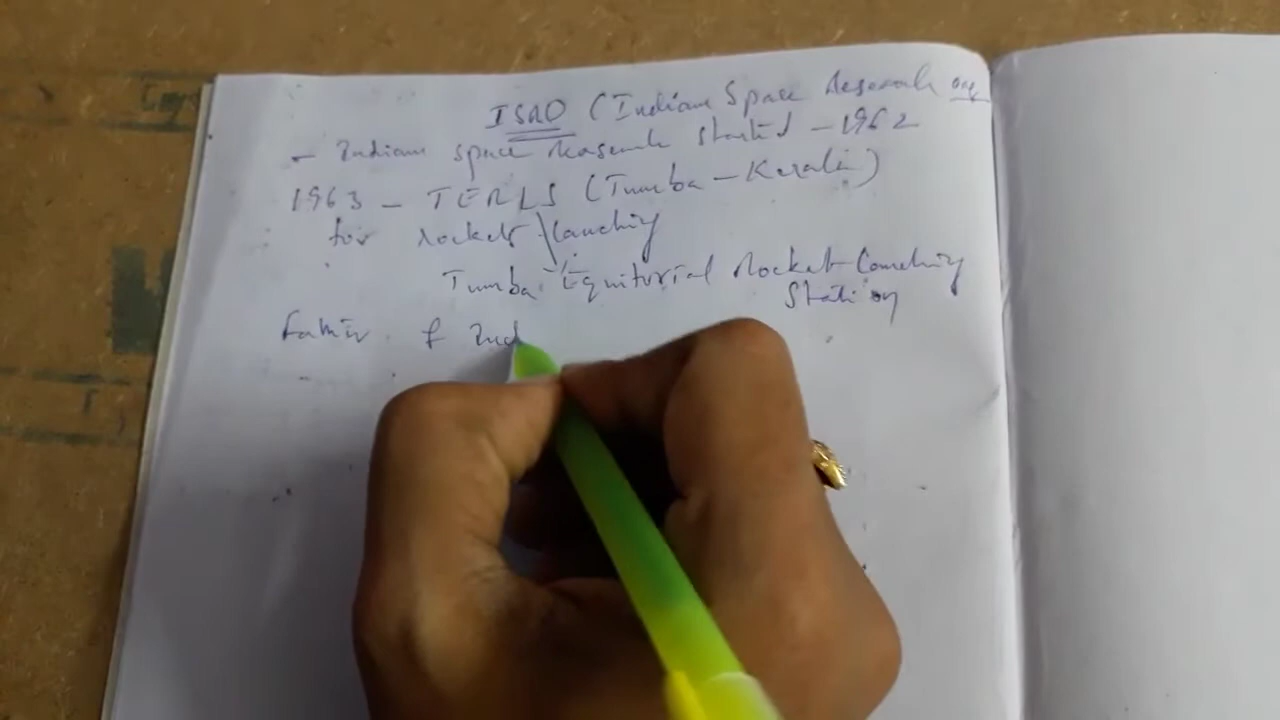 ISRO (Indian Space Research org
- Indian space Research started - 1962
1963 - TERLS (Tumba - Kerala)
for rocket launching
Tumba Equitorial Rocket Launching
Station
Father of Ind